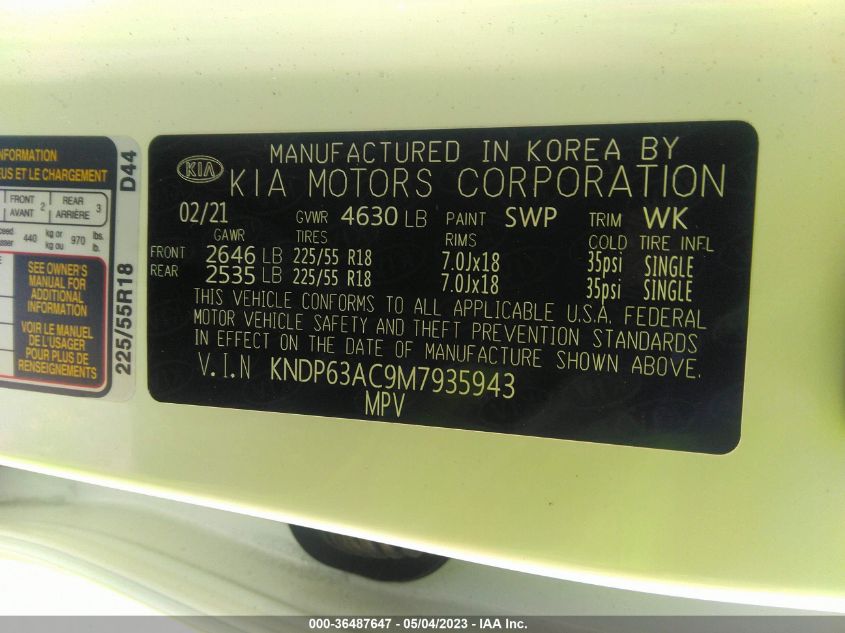 NFORMATION
EUS ET LE CHARGEMENT
FRONT 2 REAR 3
AVANT ARRIÈRE
440 kg or 970 lbs.
kg ou lb.
SEE OWNER'S
MANUAL FOR
ADDITIONAL
INFORMATION
VOIR LE MANUEL
DE L'USAGER
POUR PLUS DE
RENSEIGNEMENTS
225/55R18 D44
KIA
MANUFACTURED IN KOREA BY
KIA MOTORS CORPORATION
02/21 GVWR 4630 LB PAINT SWP TRIM WK
GAWR TIRES RIMS COLD TIRE INFL
FRONT 2646 LB 225/55 R18 7.0Jx18 35psi SINGLE
REAR 2535 LB 225/55 R18 7.0Jx18 35psi SINGLE
THIS VEHICLE CONFORMS TO ALL APPLICABLE U.S.A. FEDERAL
MOTOR VEHICLE SAFETY AND THEFT PREVENTION STANDARDS
IN EFFECT ON THE DATE OF MANUFACTURE SHOWN ABOVE.
V.I.N KNDP63AC9M7935943
MPV
000-36487647 - 05/04/2023 - IAA Inc.